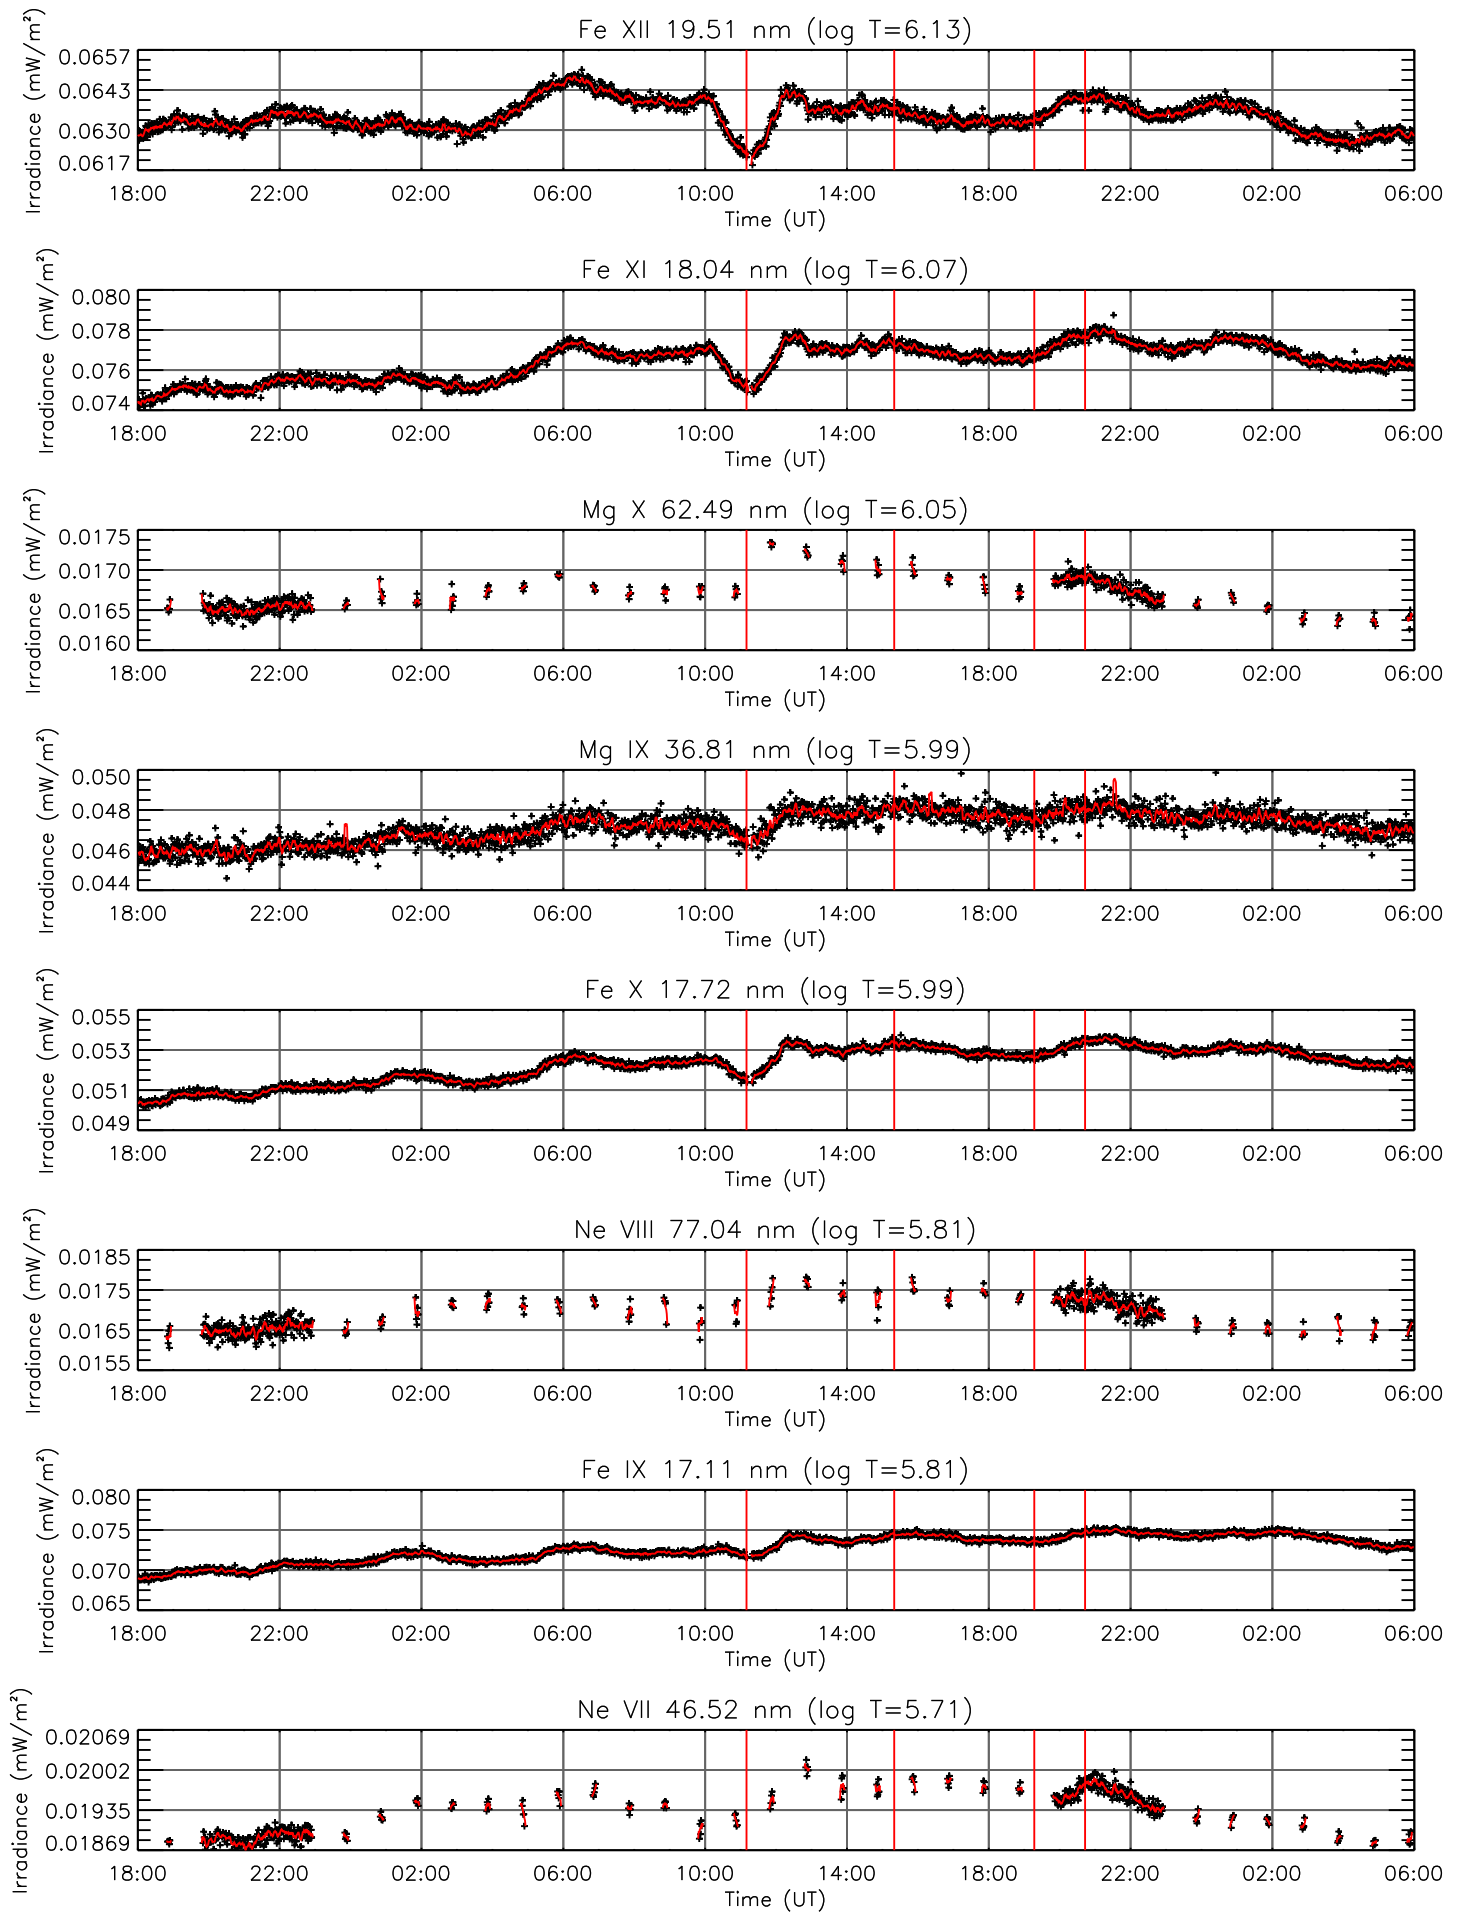 Fe XII 19.51 nm (log T=6.13)
Irradiance (mW/m²)
0.0657
0.0643
0.0630
0.0617
18:00 22:00 02:00 06:00 10:00 14:00 18:00 22:00 02:00 06:00
Time (UT)
Fe XI 18.04 nm (log T=6.07)
Irradiance (mW/m²)
0.080
0.078
0.076
0.074
18:00 22:00 02:00 06:00 10:00 14:00 18:00 22:00 02:00 06:00
Time (UT)
Mg X 62.49 nm (log T=6.05)
Irradiance (mW/m²)
0.0175
0.0170
0.0165
0.0160
18:00 22:00 02:00 06:00 10:00 14:00 18:00 22:00 02:00 06:00
Time (UT)
Mg IX 36.81 nm (log T=5.99)
Irradiance (mW/m²)
0.050
0.048
0.046
0.044
18:00 22:00 02:00 06:00 10:00 14:00 18:00 22:00 02:00 06:00
Time (UT)
Fe X 17.72 nm (log T=5.99)
Irradiance (mW/m²)
0.055
0.053
0.051
0.049
18:00 22:00 02:00 06:00 10:00 14:00 18:00 22:00 02:00 06:00
Time (UT)
Ne VIII 77.04 nm (log T=5.81)
Irradiance (mW/m²)
0.0185
0.0175
0.0165
0.0155
18:00 22:00 02:00 06:00 10:00 14:00 18:00 22:00 02:00 06:00
Time (UT)
Fe IX 17.11 nm (log T=5.81)
Irradiance (mW/m²)
0.080
0.075
0.070
0.065
18:00 22:00 02:00 06:00 10:00 14:00 18:00 22:00 02:00 06:00
Time (UT)
Ne VII 46.52 nm (log T=5.71)
Irradiance (mW/m²)
0.02069
0.02002
0.01935
0.01869
18:00 22:00 02:00 06:00 10:00 14:00 18:00 22:00 02:00 06:00
Time (UT)